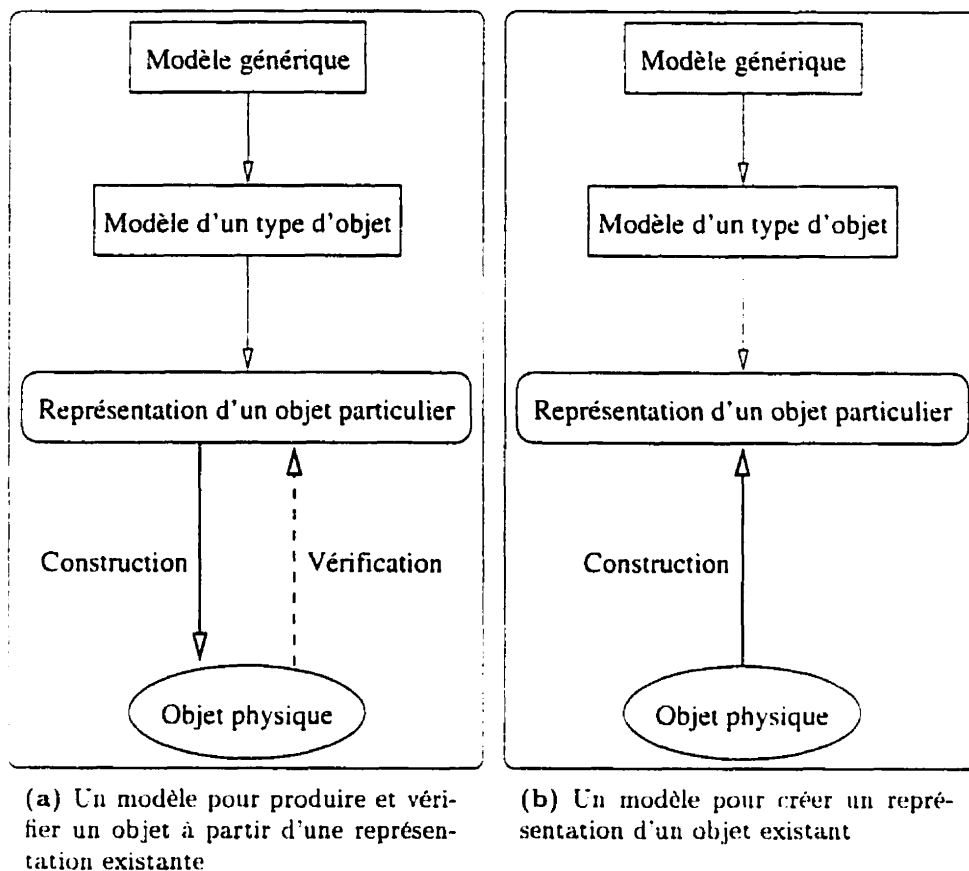 Modèle générique
Modèle d'un type d'objet
Représentation d'un objet particulier
Construction
Vérification
Objet physique
(a) Un modèle pour produire et véri-
fier un objet à partir d'une représen-
tation existante
Modèle générique
Modèle d'un type d'objet
Représentation d'un objet particulier
Construction
Objet physique
(b) Un modèle pour créer un repré-
sentation d'un objet existant